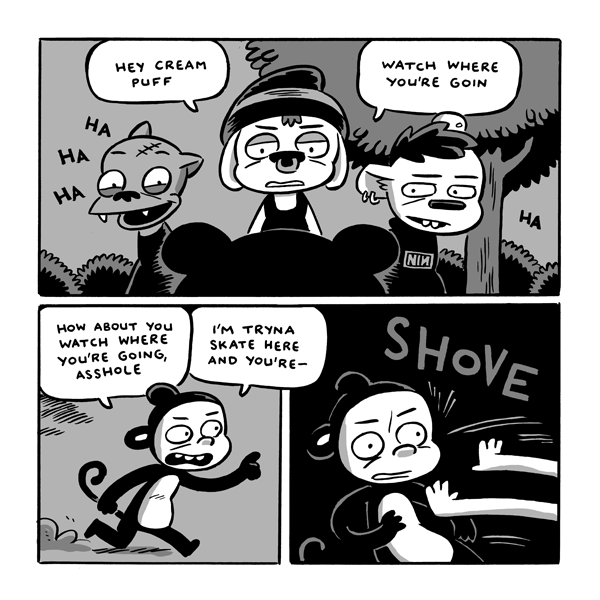 HEY CREAM
PUFF
WATCH WHERE
YOU'RE GOIN
HA
HA
HA
HA
NIN
HOW ABOUT YOU
WATCH WHERE
YOU'RE GOING,
ASSHOLE
I'M TRYNA
SKATE HERE
AND YOU'RE—
SHOVE